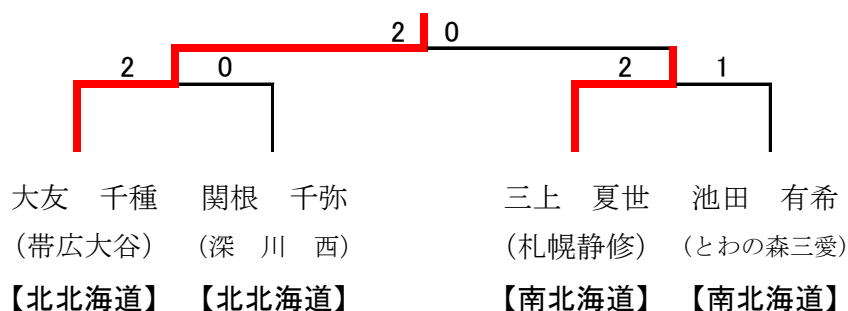 2 0
2 0 2 1
大友 千種 関根 千弥 三上 夏世 池田 有希
(帯広大谷) (深 川 西) (札幌静修) (とわの森三愛)
【北北海道】 【北北海道】 【南北海道】 【南北海道】